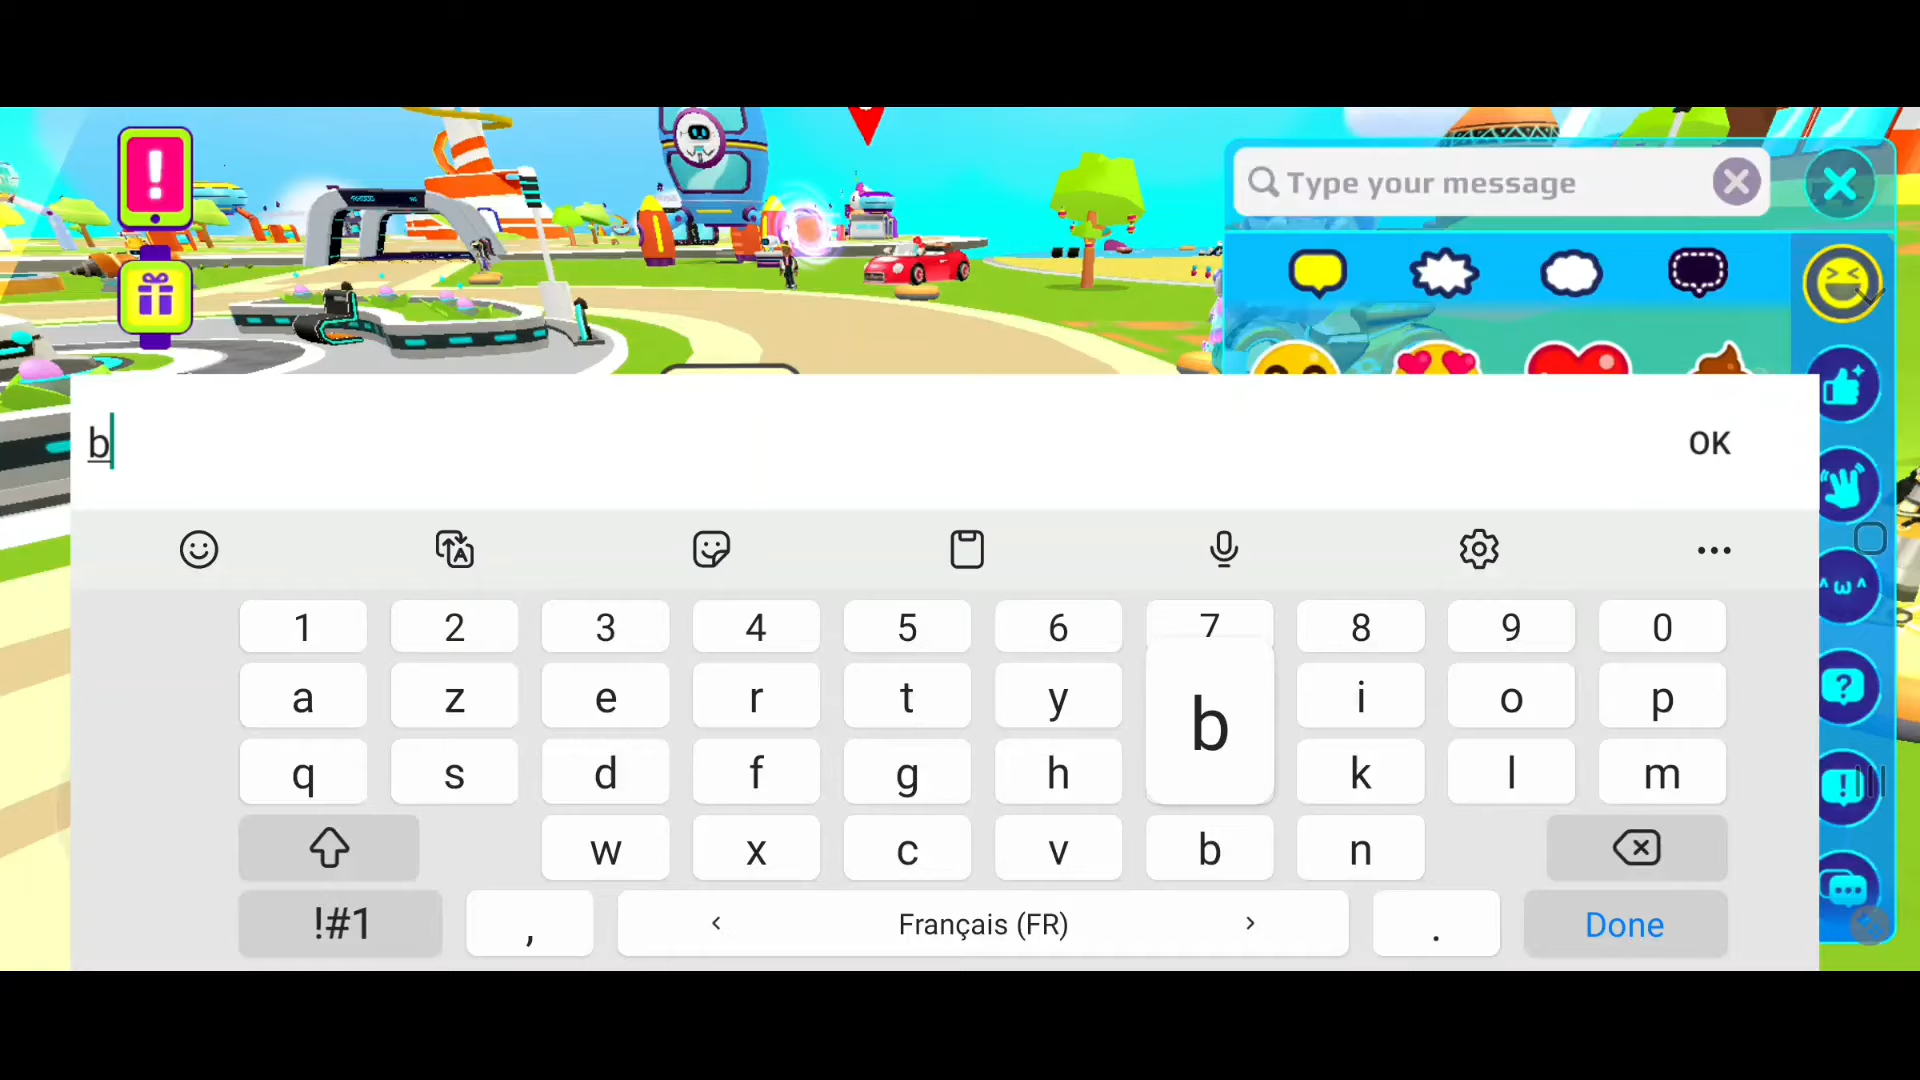 Type your message
b
OK
1 2 3 4 5 6 7 8 9 0
a z e r t y b i o p
q s d f g h k l m
w x c v b n
!#1 , < Français (FR) > . Done